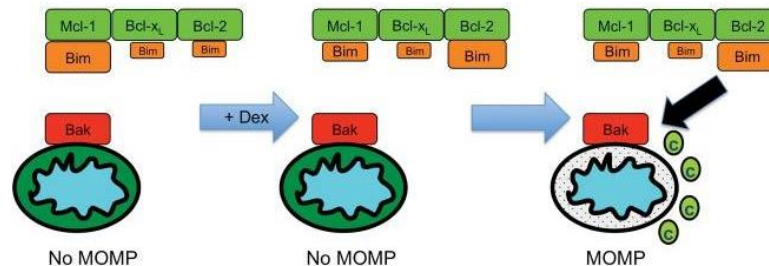 Mcl-1 Bcl-xL Bcl-2
Bim Bim Bim
Mcl-1 Bcl-xL Bcl-2
Bim Bim Bim
Mcl-1 Bcl-xL Bcl-2
Bim Bim Bim
Bak
+ Dex
Bak
Bak
C
C
C
C
C
No MOMP
No MOMP
MOMP